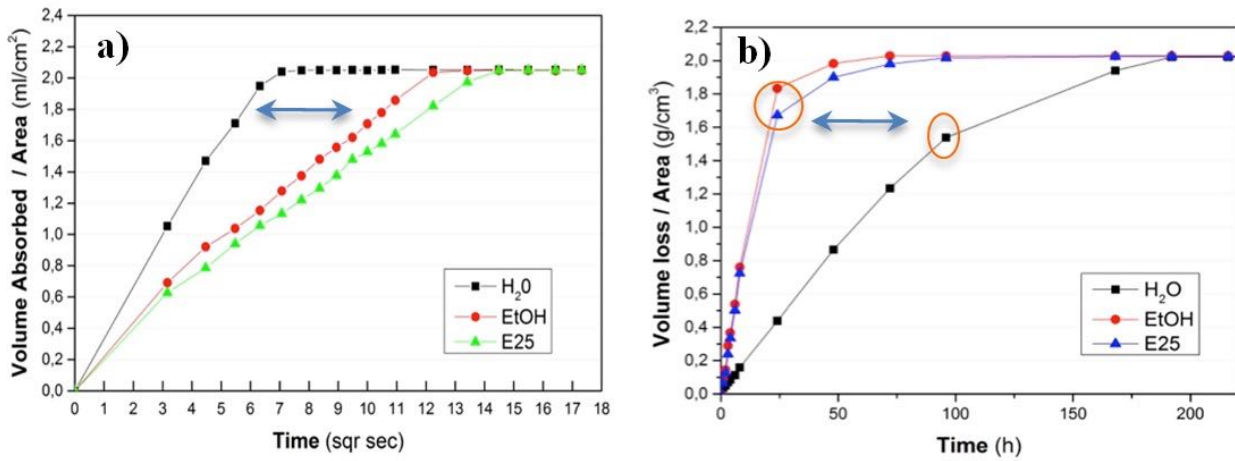 a)
Volume Absorbed / Area (ml/cm²)
2,4
2,2
2,0
1,8
1,6
1,4
1,2
1,0
0,8
0,6
0,4
0,2
0,0
H₂0
EtOH
E25
0 1 2 3 4 5 6 7 8 9 10 11 12 13 14 15 16 17 18
Time (sqr sec)
b)
Volume loss / Area (g/cm³)
2,2
2,0
1,8
1,6
1,4
1,2
1,0
0,8
0,6
0,4
0,2
0,0
H₂O
EtOH
E25
0 50 100 150 200
Time (h)